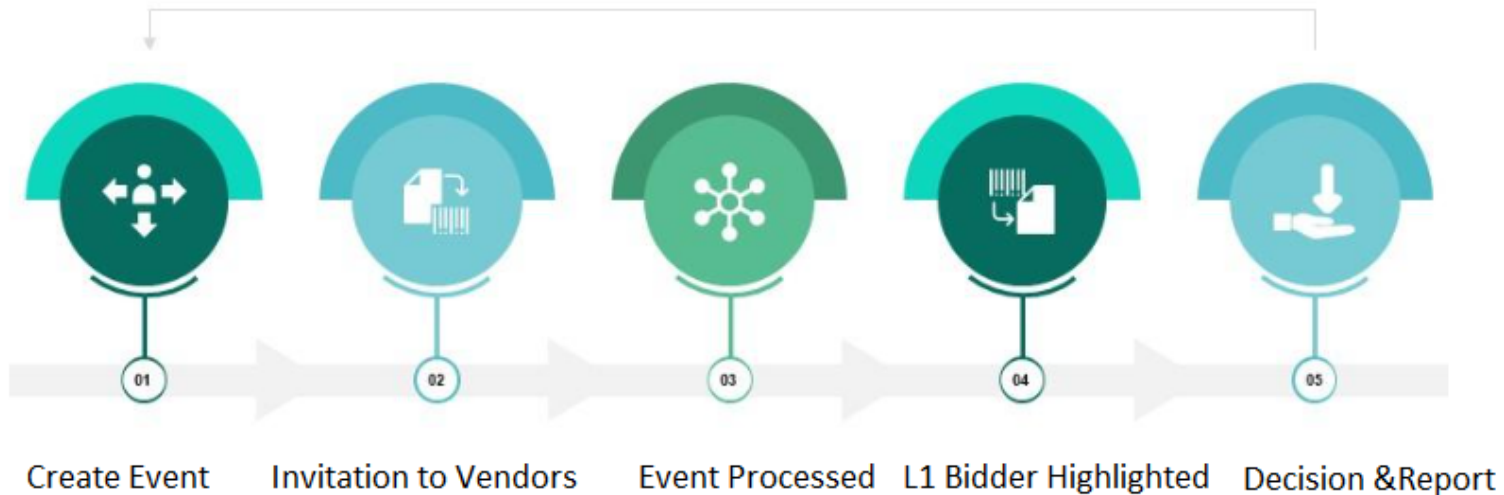 01 02 03 04 05
Create Event Invitation to Vendors Event Processed L1 Bidder Highlighted Decision &Report